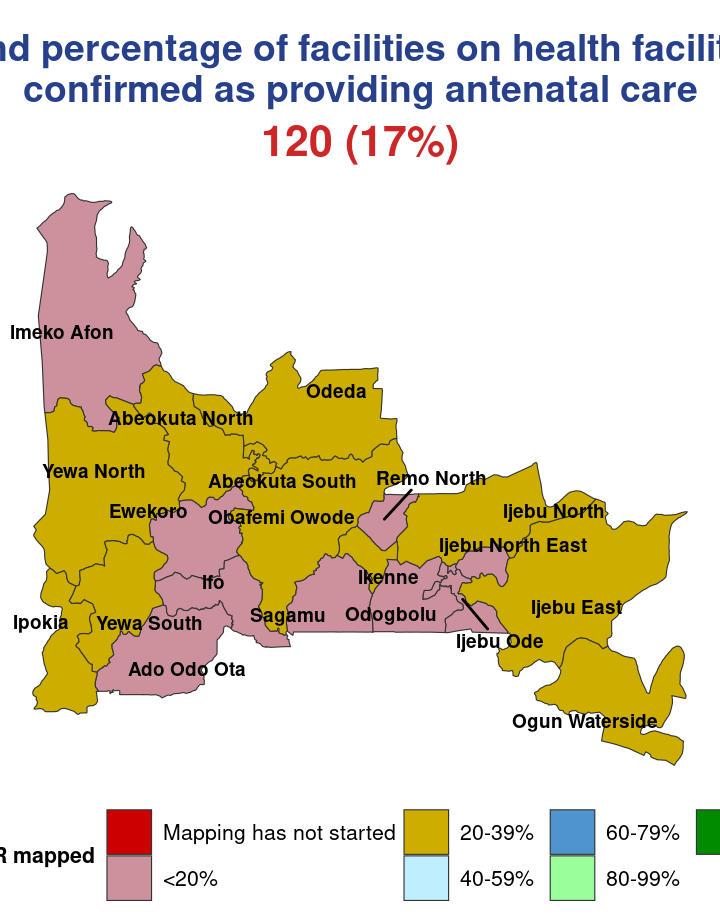 nd percentage of facilities on health facilit
confirmed as providing antenatal care
120 (17%)
Imeko Afon
Odeda
Abeokuta North
Yewa North
Abeokuta South
Remo North
Ewekoro
Obafemi Owode
Ijebu North
Ijebu North East
Ikenne
Ifo
Ijebu East
Sagamu
Odogbolu
Ipokia
Yewa South
Ijebu Ode
Ado Odo Ota
Ogun Waterside
R mapped
Mapping has not started
20-39%
60-79%
<20%
40-59%
80-99%